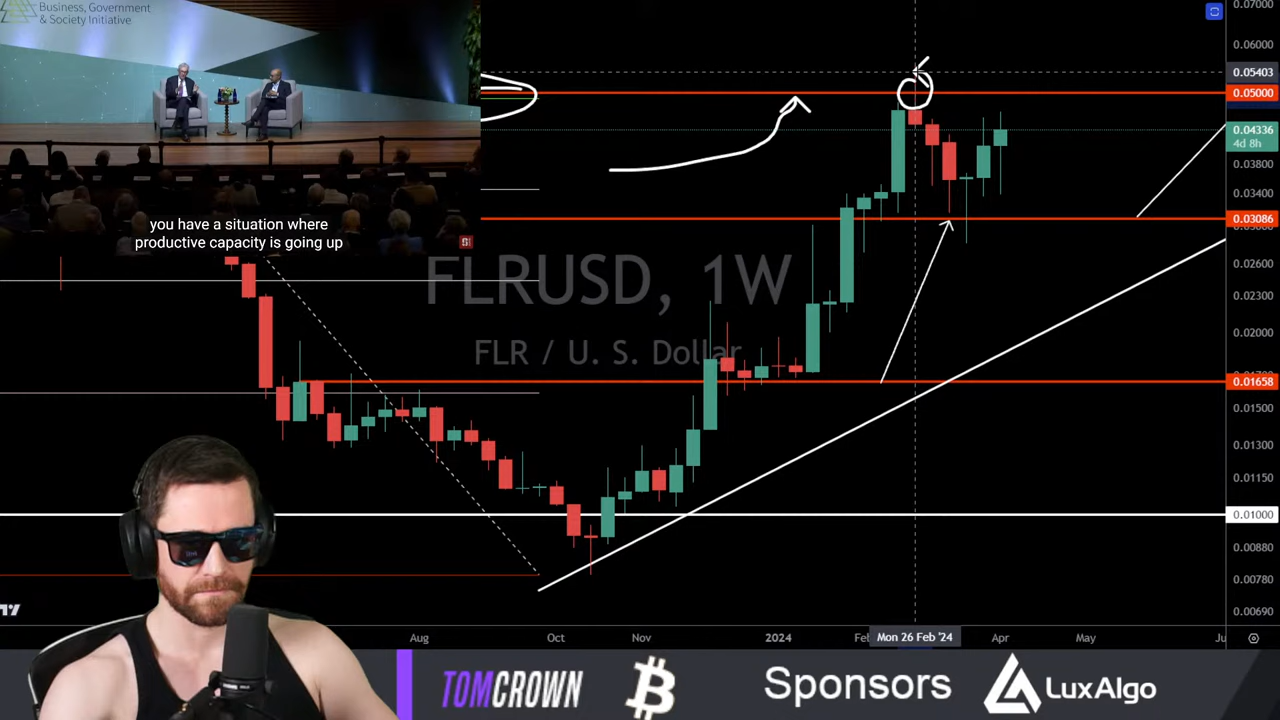 Business, Government
& Society Initiative
you have a situation where
productive capacity is going up
FLRUSD, 1W
FLR / U. S. Dollar
0.07000
0.06000
0.05403
0.05000
0.04336
4d 8h
0.03800
0.03400
0.03086
0.02600
0.02300
0.02000
0.01658
0.01500
0.01300
0.01150
0.01000
0.00880
0.00780
0.00690
Aug
Oct
Nov
2024
Mon 26 Feb '24
Apr
May
TOMCROWN
Sponsors
LuxAlgo